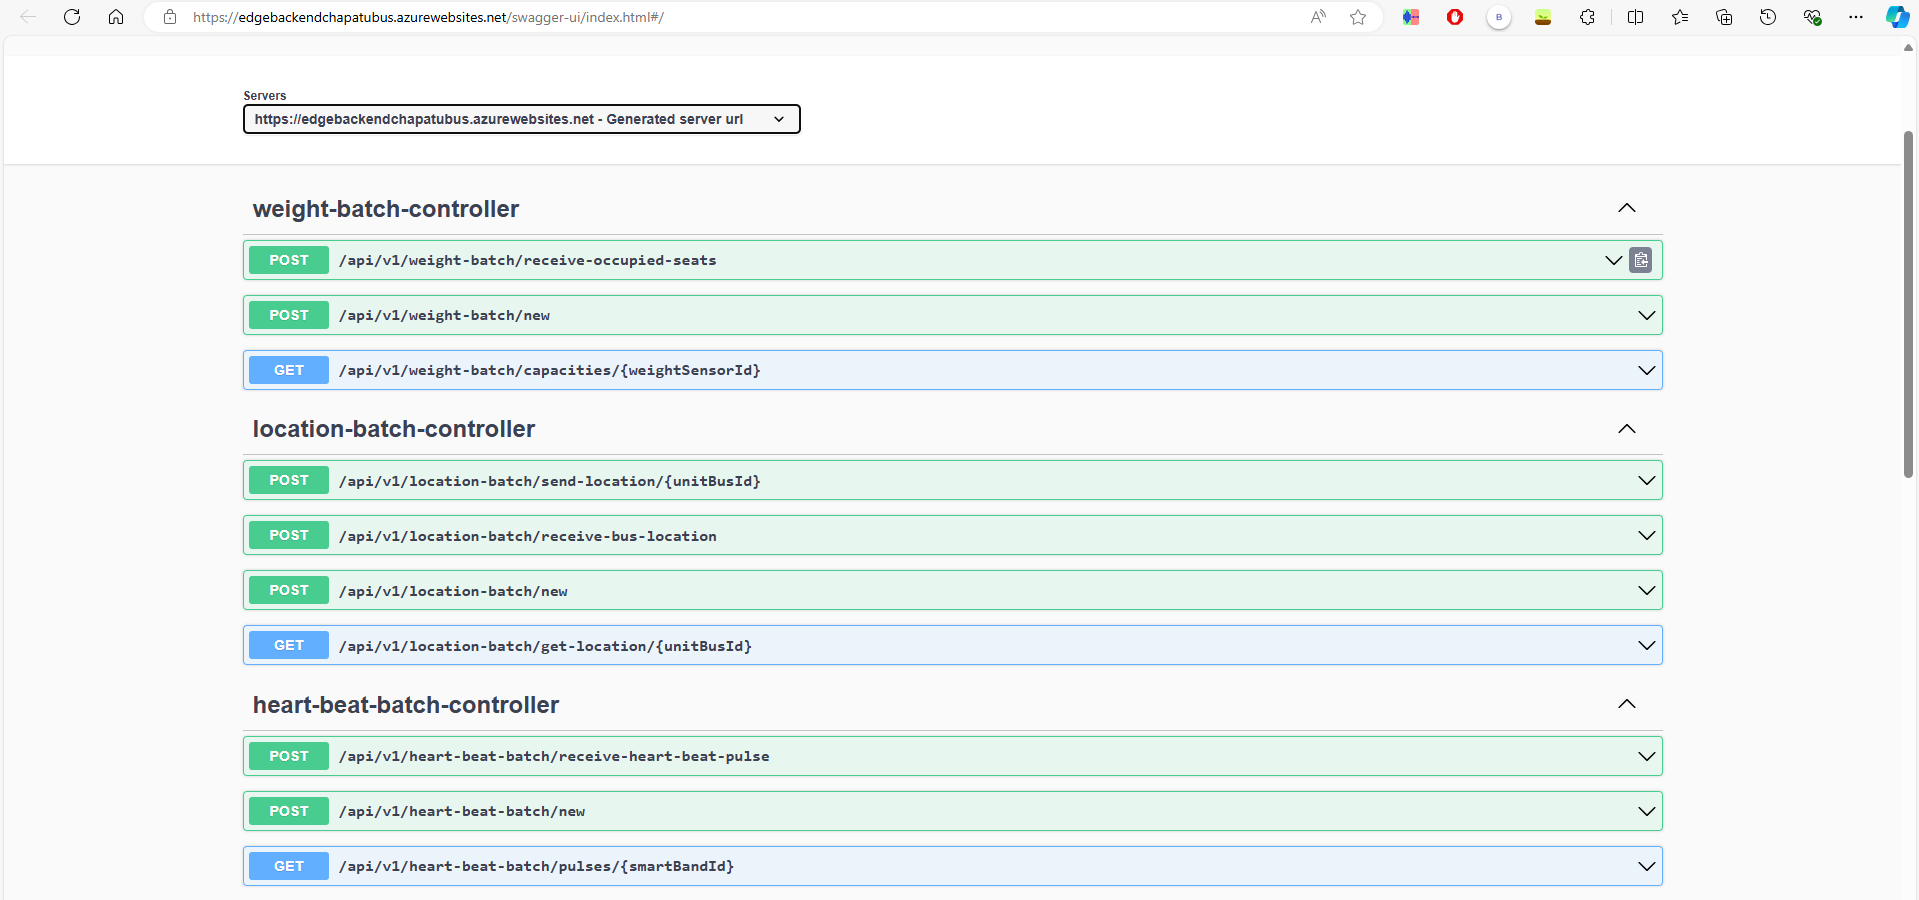 https://edgebackendchapatubus.azurewebsites.net/swagger-ui/index.html#/
Servers
https://edgebackendchapatubus.azurewebsites.net - Generated server url
weight-batch-controller
POST /api/v1/weight-batch/receive-occupied-seats
POST /api/v1/weight-batch/new
GET /api/v1/weight-batch/capacities/{weightSensorId}
location-batch-controller
POST /api/v1/location-batch/send-location/{unitBusId}
POST /api/v1/location-batch/receive-bus-location
POST /api/v1/location-batch/new
GET /api/v1/location-batch/get-location/{unitBusId}
heart-beat-batch-controller
POST /api/v1/heart-beat-batch/receive-heart-beat-pulse
POST /api/v1/heart-beat-batch/new
GET /api/v1/heart-beat-batch/pulses/{smartBandId}